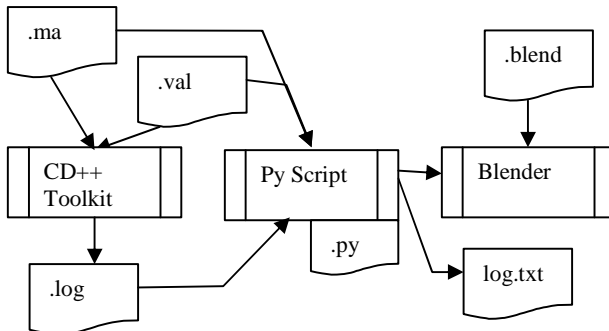 .ma
.val
.blend
CD++
Toolkit
Py Script
Blender
.py
.log
log.txt